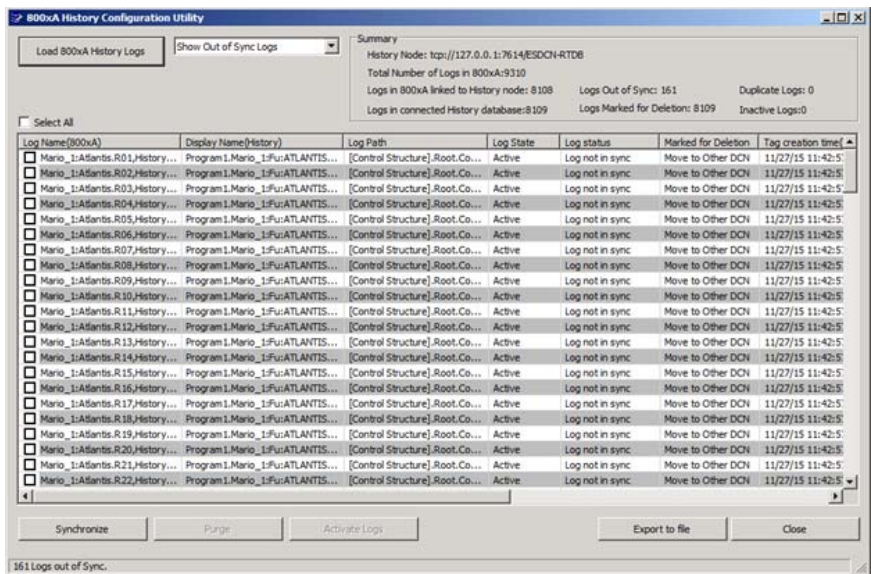 800xA History Configuration Utility
Load 800xA History Logs
Show Out of Sync Logs
Summary
History Node: tcp://127.0.0.1:7614/ESDCN-RTDB
Total Number of Logs in 800xA:9310
Logs in 800xA linked to History node: 8108 Logs Out of Sync: 161 Duplicate Logs: 0
Logs in connected History database:8109 Logs Marked for Deletion: 8109 Inactive Logs:0
Select All
Log Name(800xA) Display Name(History) Log Path Log State Log status Marked for Deletion Tag creation time(
Mario_1:Atlantis.R01,History... Program1.Mario_1:Fu:ATLANTIS... [Control Structure].Root.Co... Active Log not in sync Move to Other DCN 11/27/15 11:42:57
Mario_1:Atlantis.R02,History... Program1.Mario_1:Fu:ATLANTIS... [Control Structure].Root.Co... Active Log not in sync Move to Other DCN 11/27/15 11:42:57
Mario_1:Atlantis.R03,History... Program1.Mario_1:Fu:ATLANTIS... [Control Structure].Root.Co... Active Log not in sync Move to Other DCN 11/27/15 11:42:57
Mario_1:Atlantis.R04,History... Program1.Mario_1:Fu:ATLANTIS... [Control Structure].Root.Co... Active Log not in sync Move to Other DCN 11/27/15 11:42:57
Mario_1:Atlantis.R05,History... Program1.Mario_1:Fu:ATLANTIS... [Control Structure].Root.Co... Active Log not in sync Move to Other DCN 11/27/15 11:42:57
Mario_1:Atlantis.R06,History... Program1.Mario_1:Fu:ATLANTIS... [Control Structure].Root.Co... Active Log not in sync Move to Other DCN 11/27/15 11:42:57
Mario_1:Atlantis.R07,History... Program1.Mario_1:Fu:ATLANTIS... [Control Structure].Root.Co... Active Log not in sync Move to Other DCN 11/27/15 11:42:57
Mario_1:Atlantis.R08,History... Program1.Mario_1:Fu:ATLANTIS... [Control Structure].Root.Co... Active Log not in sync Move to Other DCN 11/27/15 11:42:57
Mario_1:Atlantis.R09,History... Program1.Mario_1:Fu:ATLANTIS... [Control Structure].Root.Co... Active Log not in sync Move to Other DCN 11/27/15 11:42:57
Mario_1:Atlantis.R10,History... Program1.Mario_1:Fu:ATLANTIS... [Control Structure].Root.Co... Active Log not in sync Move to Other DCN 11/27/15 11:42:57
Mario_1:Atlantis.R11,History... Program1.Mario_1:Fu:ATLANTIS... [Control Structure].Root.Co... Active Log not in sync Move to Other DCN 11/27/15 11:42:57
Mario_1:Atlantis.R12,History... Program1.Mario_1:Fu:ATLANTIS... [Control Structure].Root.Co... Active Log not in sync Move to Other DCN 11/27/15 11:42:57
Mario_1:Atlantis.R13,History... Program1.Mario_1:Fu:ATLANTIS... [Control Structure].Root.Co... Active Log not in sync Move to Other DCN 11/27/15 11:42:57
Mario_1:Atlantis.R14,History... Program1.Mario_1:Fu:ATLANTIS... [Control Structure].Root.Co... Active Log not in sync Move to Other DCN 11/27/15 11:42:57
Mario_1:Atlantis.R15,History... Program1.Mario_1:Fu:ATLANTIS... [Control Structure].Root.Co... Active Log not in sync Move to Other DCN 11/27/15 11:42:57
Mario_1:Atlantis.R16,History... Program1.Mario_1:Fu:ATLANTIS... [Control Structure].Root.Co... Active Log not in sync Move to Other DCN 11/27/15 11:42:57
Mario_1:Atlantis.R17,History... Program1.Mario_1:Fu:ATLANTIS... [Control Structure].Root.Co... Active Log not in sync Move to Other DCN 11/27/15 11:42:57
Mario_1:Atlantis.R18,History... Program1.Mario_1:Fu:ATLANTIS... [Control Structure].Root.Co... Active Log not in sync Move to Other DCN 11/27/15 11:42:57
Mario_1:Atlantis.R19,History... Program1.Mario_1:Fu:ATLANTIS... [Control Structure].Root.Co... Active Log not in sync Move to Other DCN 11/27/15 11:42:57
Mario_1:Atlantis.R20,History... Program1.Mario_1:Fu:ATLANTIS... [Control Structure].Root.Co... Active Log not in sync Move to Other DCN 11/27/15 11:42:57
Mario_1:Atlantis.R21,History... Program1.Mario_1:Fu:ATLANTIS... [Control Structure].Root.Co... Active Log not in sync Move to Other DCN 11/27/15 11:42:57
Mario_1:Atlantis.R22,History... Program1.Mario_1:Fu:ATLANTIS... [Control Structure].Root.Co... Active Log not in sync Move to Other DCN 11/27/15 11:42:57
Synchronize Purge Activate Logs Export to file Close
161 Logs out of Sync.